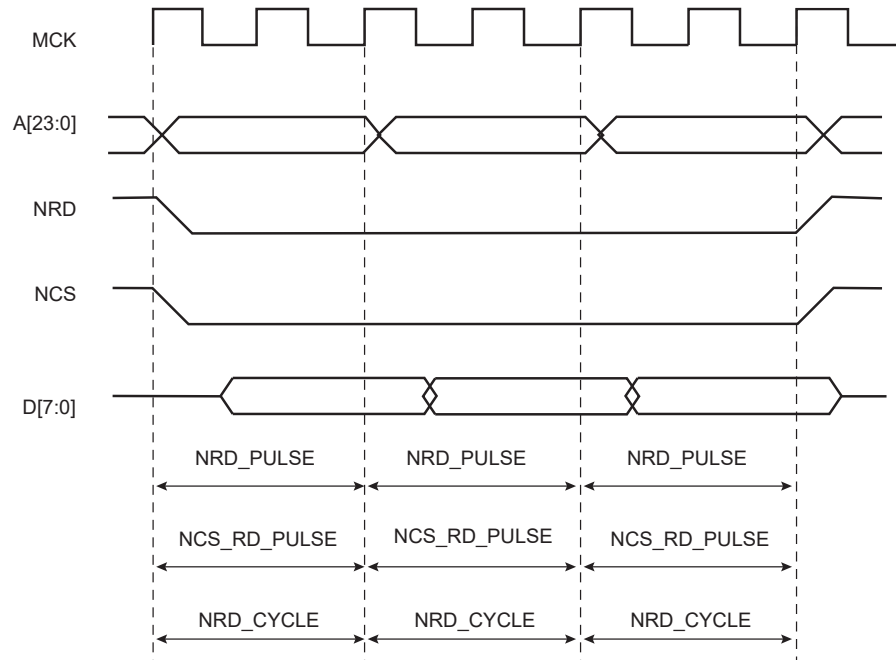 MCK
A[23:0]
NRD
NCS
D[7:0]
NRD_PULSE NRD_PULSE NRD_PULSE
NCS_RD_PULSE NCS_RD_PULSE NCS_RD_PULSE
NRD_CYCLE NRD_CYCLE NRD_CYCLE